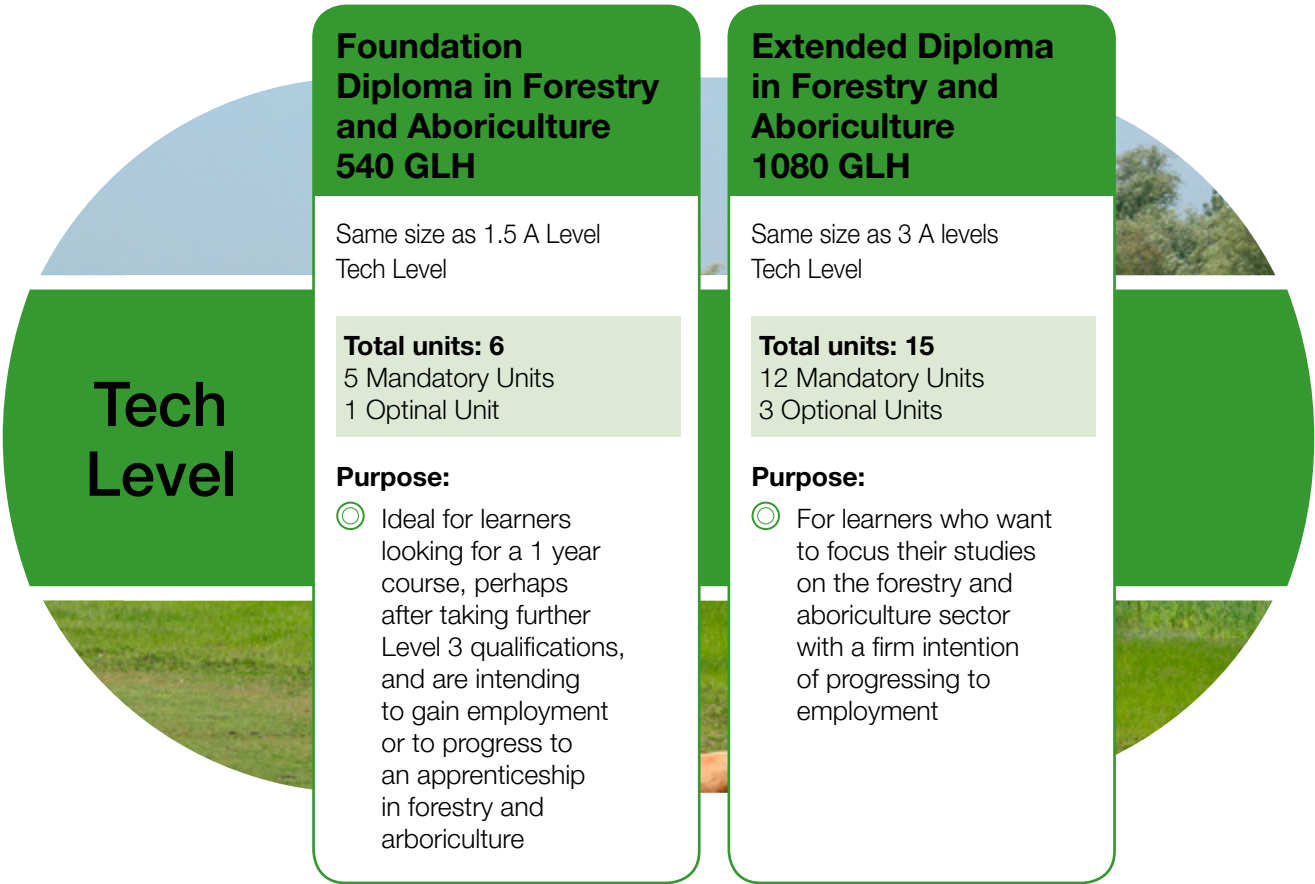 Tech
Level
Foundation
Diploma in Forestry
and Aboriculture
540 GLH
Same size as 1.5 A Level
Tech Level
Total units: 6
5 Mandatory Units
1 Optinal Unit
Purpose:
Ideal for learners
looking for a 1 year
course, perhaps
after taking further
Level 3 qualifications,
and are intending
to gain employment
or to progress to
an apprenticeship
in forestry and
arboriculture
Extended Diploma
in Forestry and
Aboriculture
1080 GLH
Same size as 3 A levels
Tech Level
Total units: 15
12 Mandatory Units
3 Optional Units
Purpose:
For learners who want
to focus their studies
on the forestry and
aboriculture sector
with a firm intention
of progressing to
employment